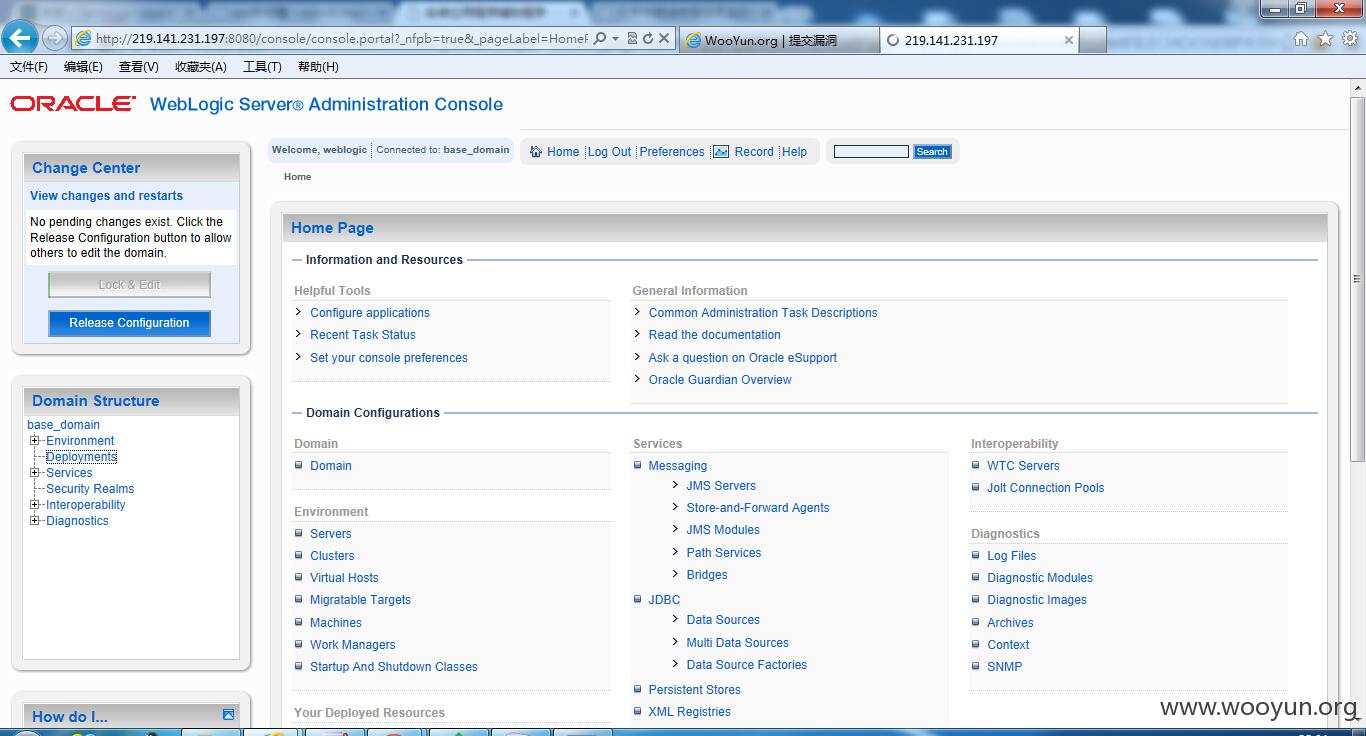 http://219.141.231.197:8080/console/console.portal?_nfpb=true&_pageLabel=HomeP
WooYun.org | 提交漏洞
219.141.231.197
文件(F) 编辑(E) 查看(V) 收藏夹(A) 工具(T) 帮助(H)
ORACLE WebLogic Server® Administration Console
Change Center
View changes and restarts
No pending changes exist. Click the
Release Configuration button to allow
others to edit the domain.
Lock & Edit
Release Configuration
Domain Structure
base_domain
Environment
Deployments
Services
Security Realms
Interoperability
Diagnostics
How do I...
Welcome, weblogic Connected to: base_domain
Home Log Out Preferences Record Help
Search
Home
Home Page
Information and Resources
Helpful Tools
Configure applications
Recent Task Status
Set your console preferences
General Information
Common Administration Task Descriptions
Read the documentation
Ask a question on Oracle eSupport
Oracle Guardian Overview
Domain Configurations
Domain
Domain
Environment
Servers
Clusters
Virtual Hosts
Migratable Targets
Machines
Work Managers
Startup And Shutdown Classes
Your Deployed Resources
Services
Messaging
JMS Servers
Store-and-Forward Agents
JMS Modules
Path Services
Bridges
JDBC
Data Sources
Multi Data Sources
Data Source Factories
Persistent Stores
XML Registries
Interoperability
WTC Servers
Jolt Connection Pools
Diagnostics
Log Files
Diagnostic Modules
Diagnostic Images
Archives
Context
SNMP
www.wooyun.org